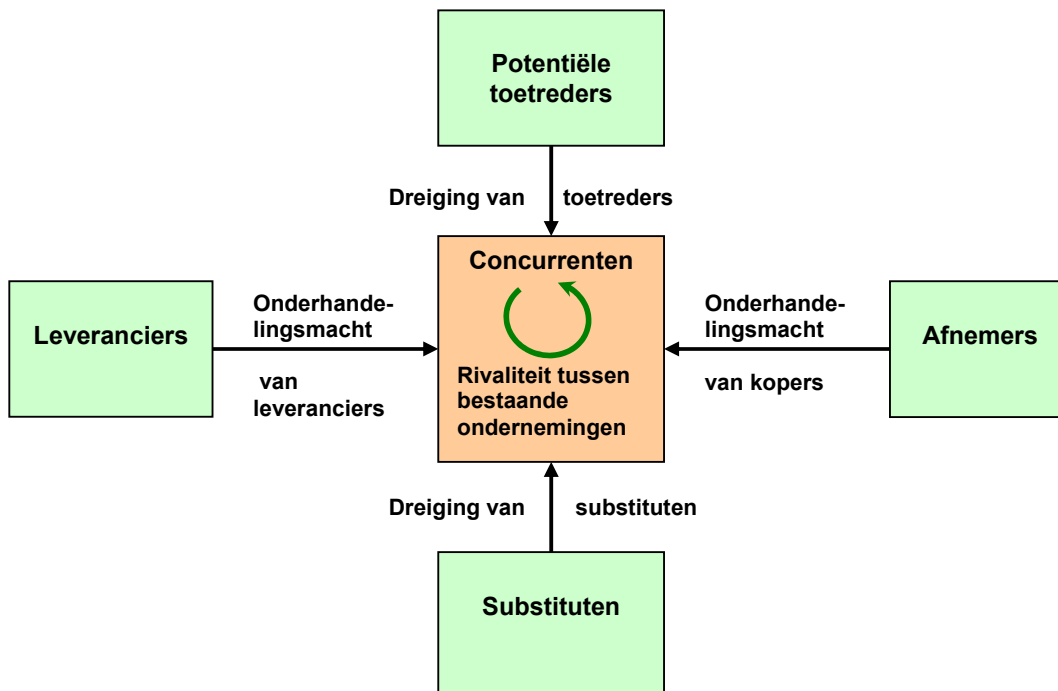 Potentiële
toetreders
Dreiging van toetreders
Concurrenten
Rivaliteit tussen
bestaande
ondernemingen
Leveranciers
Onderhande-
lingsmacht
van
leveranciers
Onderhande-
lingsmacht
van kopers
Afnemers
Dreiging van substituten
Substituten